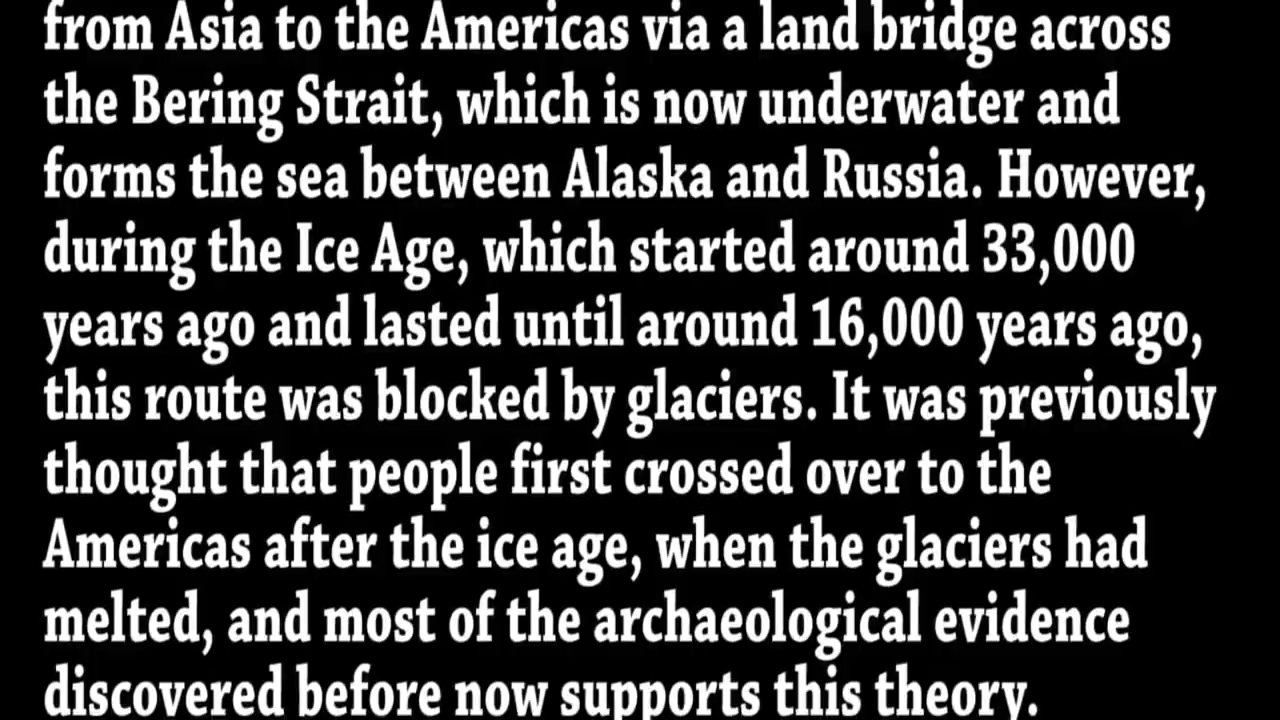 from Asia to the Americas via a land bridge across
the Bering Strait, which is now underwater and
forms the sea between Alaska and Russia. However,
during the Ice Age, which started around 33,000
years ago and lasted until around 16,000 years ago,
this route was blocked by glaciers. It was previously
thought that people first crossed over to the
Americas after the ice age, when the glaciers had
melted, and most of the archaeological evidence
discovered before now supports this theory.